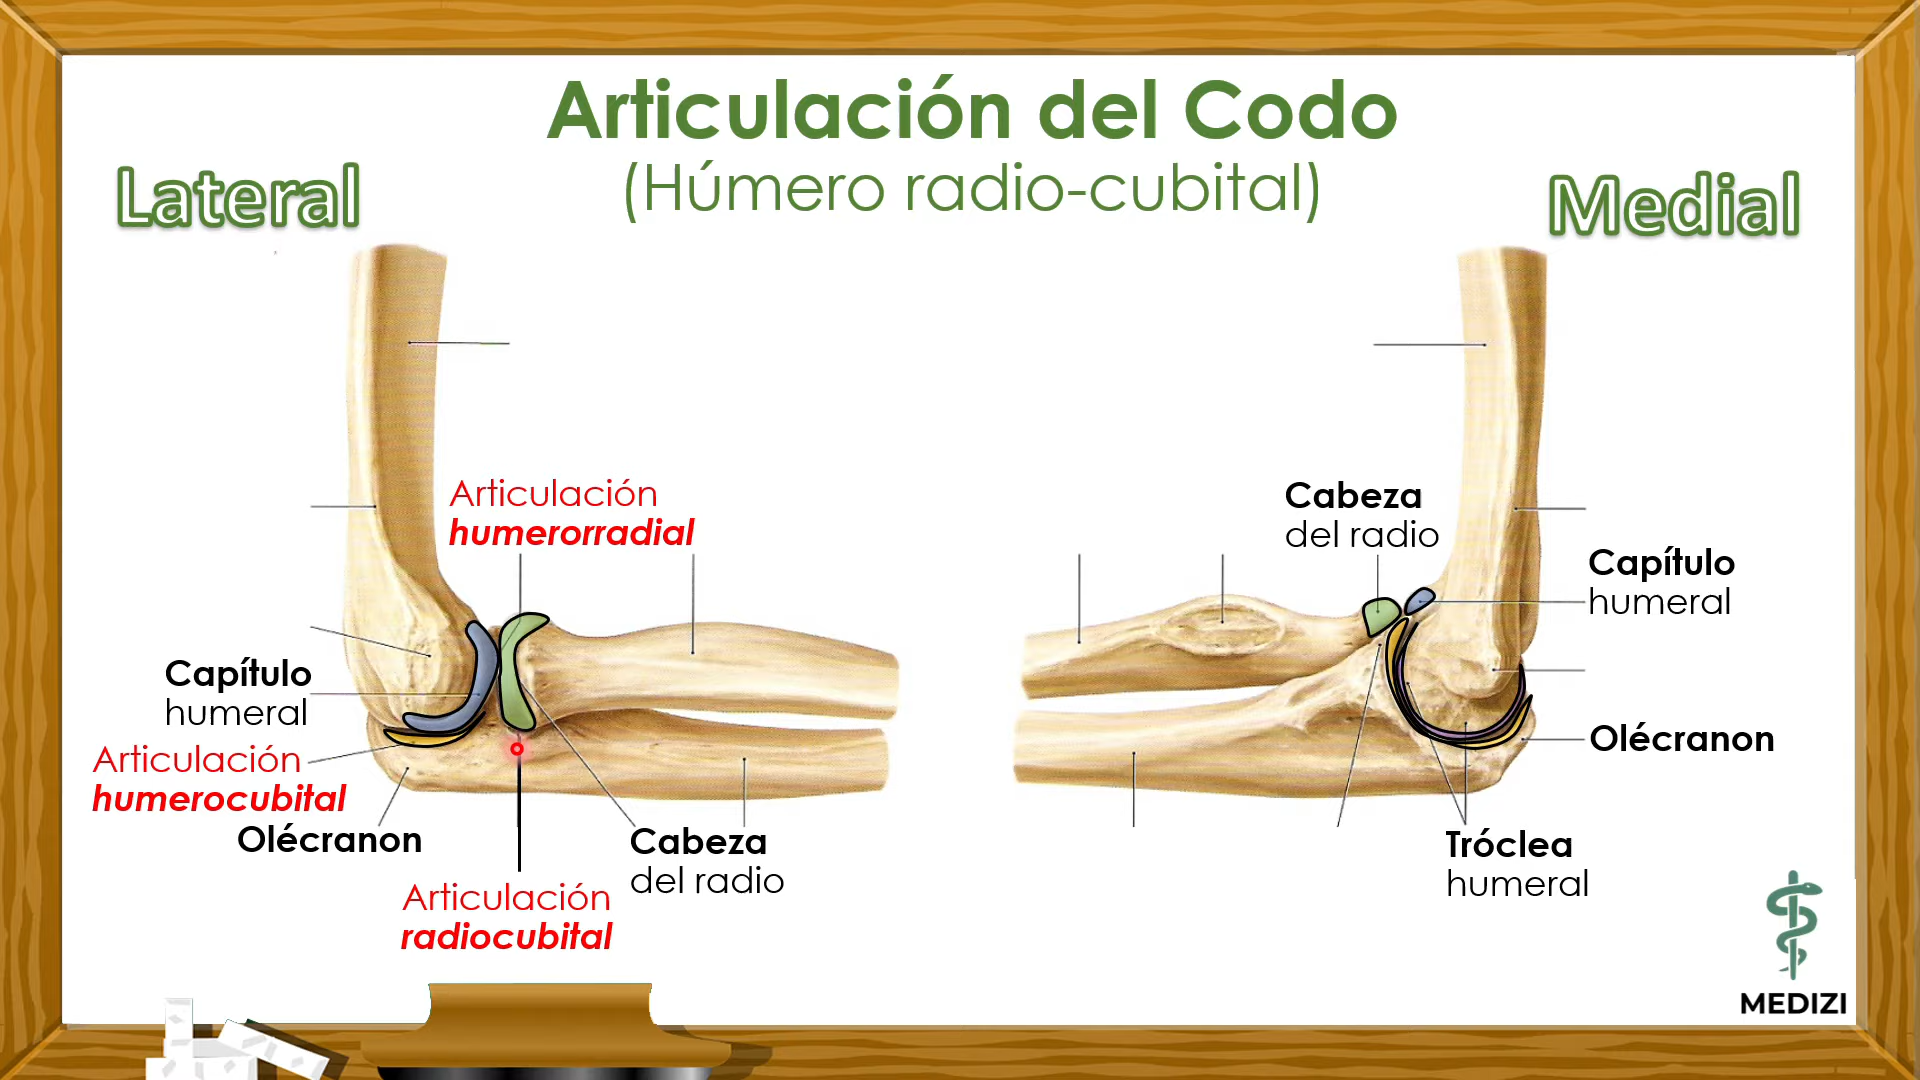 Articulación del Codo
(Húmero radio-cubital)
Lateral
Medial
Articulación
humerorradial
Capítulo
humeral
Articulación
humerocubital
Olécranon
Articulación
radiocubital
Cabeza
del radio
Cabeza
del radio
Capítulo
humeral
Olécranon
Tróclea
humeral
MEDIZI